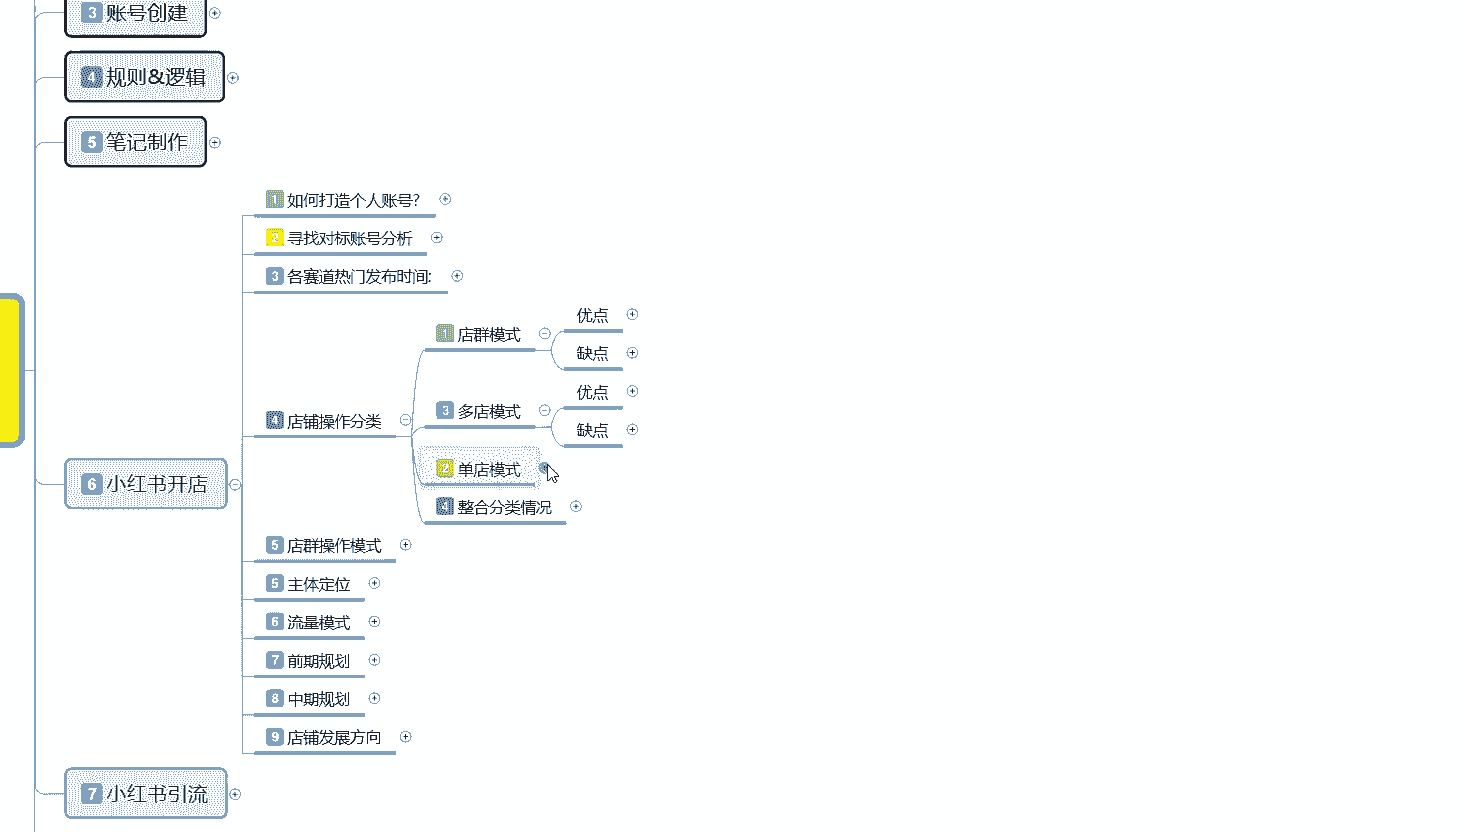 3 账号创建
4 规则&逻辑
5 笔记制作
1 如何打造个人账号?
2 寻找对标账号分析
3 各赛道热门发布时间:
4 店铺操作分类
1 店群模式
优点
缺点
3 多店模式
优点
缺点
2 单店模式
4 整合分类情况
6 小红书开店
5 店群操作模式
5 主体定位
6 流量模式
7 前期规划
8 中期规划
9 店铺发展方向
7 小红书引流